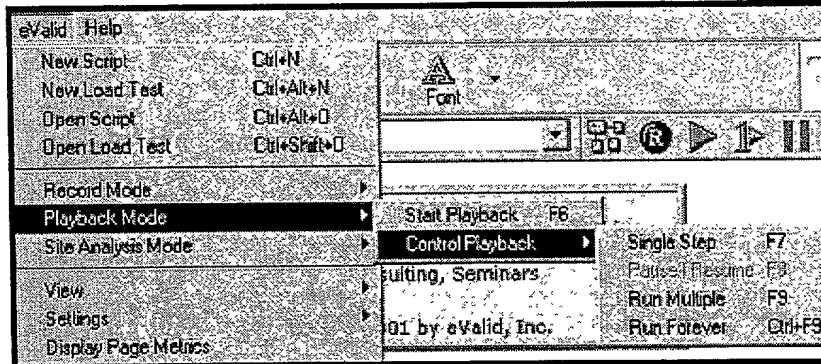 eValid Help
New Script Ctrl+N
New Load Test Ctrl+Alt+N
Open Script Ctrl+Alt+O
Open Load Test Ctrl+Shift+O
Font
Record Mode
Playback Mode
Site Analysis Mode
View
Settings
Display Page Metrics
Start Playback F6
Control Playback
Single Step F7
Pause/Resume F8
Run Multiple F9
Run Forever Ctrl+F9
sulting, Seminars
001 by eValid, Inc.